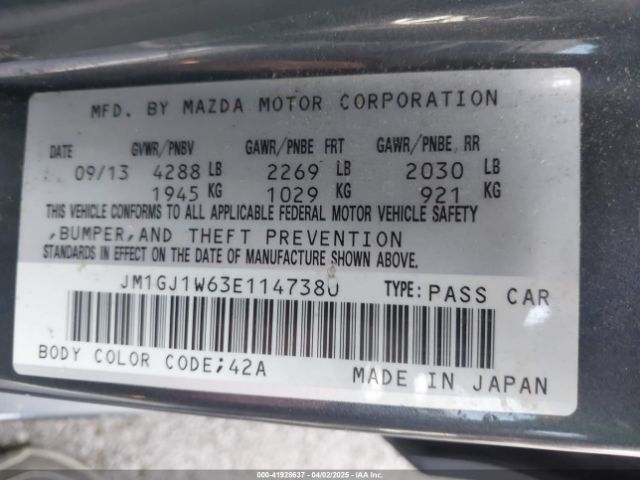 MFD. BY MAZDA MOTOR CORPORATION
DATE GVWR/PNBV GAWR/PNBE FRT GAWR/PNBE RR
09/13 4288 LB 2269 LB 2030 LB
1945 KG 1029 KG 921 KG
THIS VEHICLE CONFORMS TO ALL APPLICABLE FEDERAL MOTOR VEHICLE SAFETY
,BUMPER,AND THEFT PREVENTION
STANDARDS IN EFFECT ON THE DATE OF MANUFACTURE SHOWN ABOVE.
JM1GJ1W63E1147380 TYPE: PASS CAR
BODY COLOR CODE;42A MADE IN JAPAN
000-41928637 - 04/02/2025 - IAAI.COM